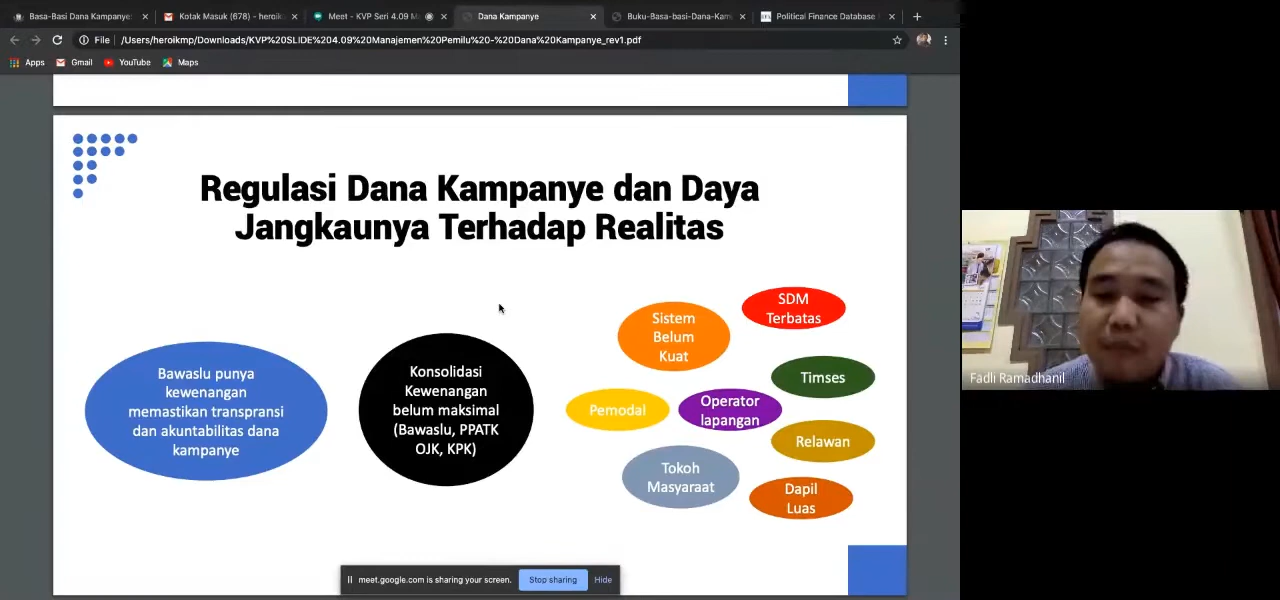 Basa-Basi Dana Kampanye:
Kotak Masuk (678) - heroik
Meet - KVP Seri 4.09 M
Dana Kampanye
Buku-Basa-basi-Dana-Kam
Political Finance Database
File
/Users/heroikmp/Downloads/KVP%20SLIDE%204.09%20Manajemen%20Pemilu%20-%20Dana%20Kampanye_rev1.pdf
Apps
Gmail
YouTube
Maps
Regulasi Dana Kampanye dan Daya
Jangkaunya Terhadap Realitas
Bawaslu punya
kewenangan
memastikan transpransi
dan akuntabilitas dana
kampanye
Konsolidasi
Kewenangan
belum maksimal
(Bawaslu, PPATK
OJK, KPK)
Sistem
Belum
Kuat
SDM
Terbatas
Timses
Pemodal
Operator
lapangan
Relawan
Tokoh
Masyaraat
Dapil
Luas
meet.google.com is sharing your screen.
Stop sharing
Hide
Fadli Ramadhanil